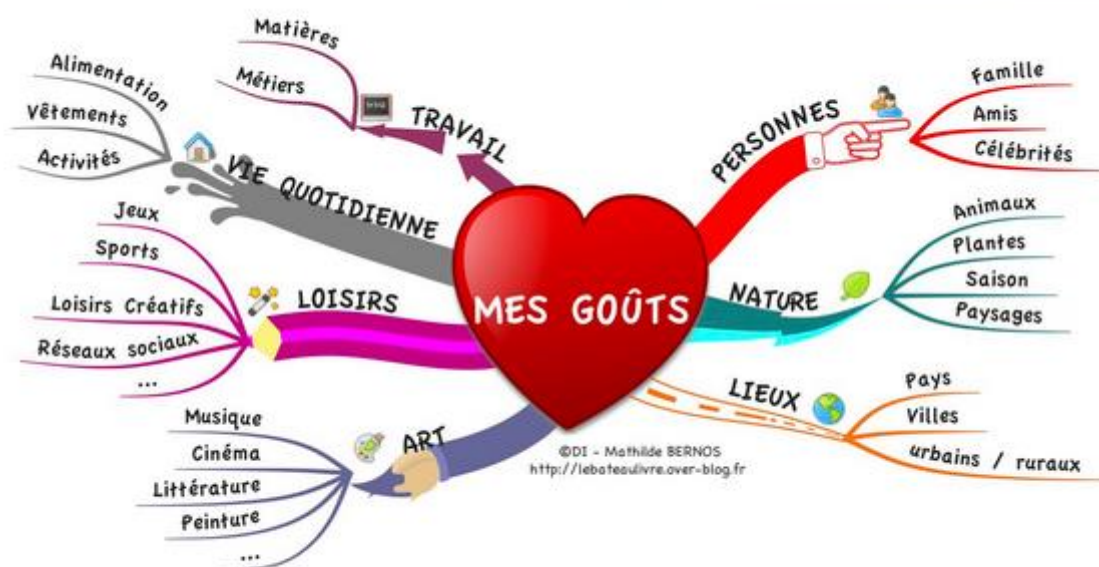 MES GOÛTS
TRAVAIL
Matières
Métiers
VIE QUOTIDIENNE
Alimentation
Vêtements
Activités
LOISIRS
Jeux
Sports
Loisirs Créatifs
Réseaux sociaux
...
ART
Musique
Cinéma
Littérature
Peinture
...
PERSONNES
Famille
Amis
Célébrités
NATURE
Animaux
Plantes
Saison
Paysages
LIEUX
Pays
Villes
urbains / ruraux
©DI - Mathilde BERNOS
http://lebateaulivre.over-blog.fr